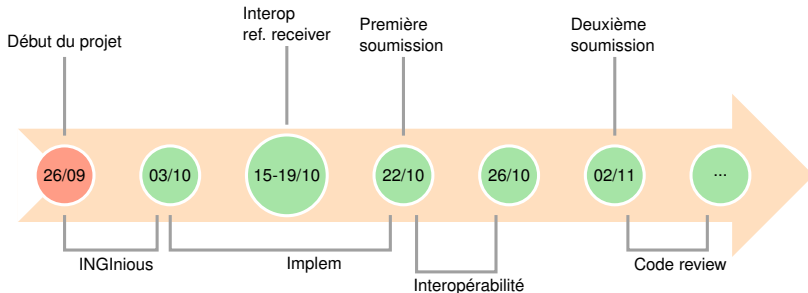 Début du projet
Interop
ref. receiver
Première
soumission
Deuxième
soumission
26/09
03/10
15-19/10
22/10
26/10
02/11
...
INGInious
Implem
Interopérabilité
Code review